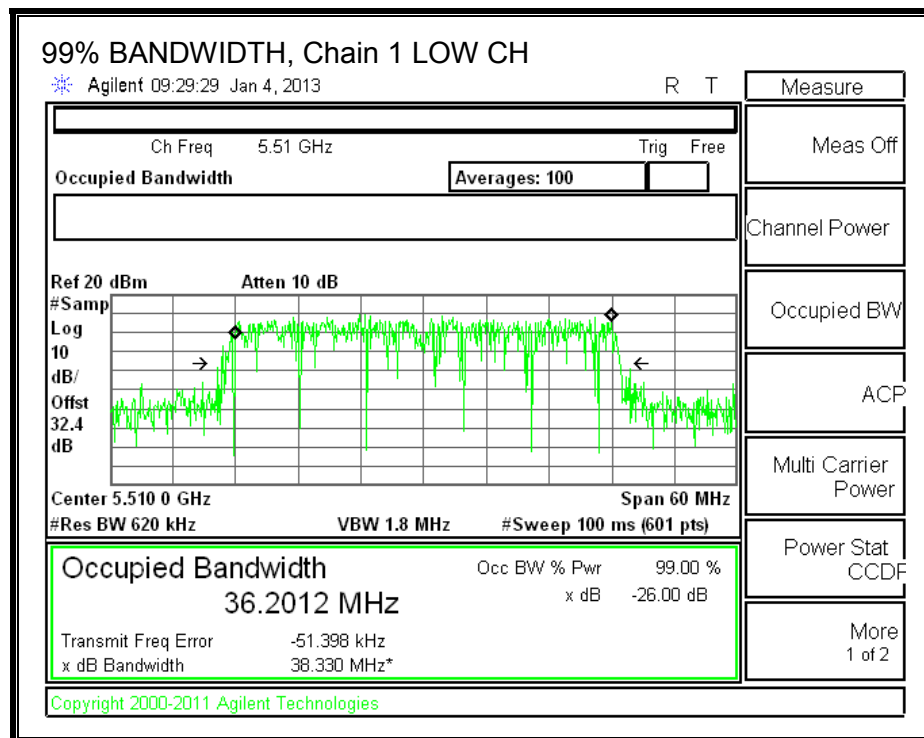 99% BANDWIDTH, Chain 1 LOW CH
Agilent 09:29:29 Jan 4, 2013 R T
Measure
Ch Freq 5.51 GHz Trig Free
Meas Off
Occupied Bandwidth Averages: 100
Channel Power
Ref 20 dBm Atten 10 dB
#Samp
Log
10
dB/
Offst
32.4
dB
Occupied BW
ACP
Center 5.510 0 GHz Span 60 MHz
#Res BW 620 kHz VBW 1.8 MHz #Sweep 100 ms (601 pts)
Multi Carrier
Power
Occupied Bandwidth Occ BW % Pwr 99.00 %
36.2012 MHz x dB -26.00 dB
Transmit Freq Error -51.398 kHz
x dB Bandwidth 38.330 MHz*
Power Stat
CCDF
More
1 of 2
Copyright 2000-2011 Agilent Technologies